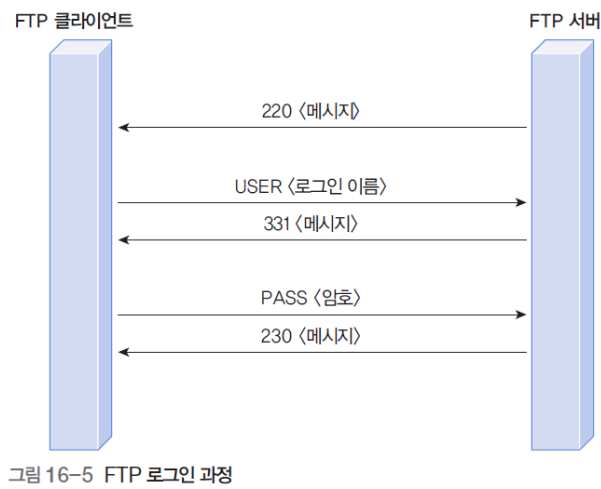 FTP 클라이언트
FTP 서버
220 〈메시지〉
USER 〈로그인 이름〉
331 〈메시지〉
PASS 〈암호〉
230 〈메시지〉
그림 16-5 FTP 로그인 과정